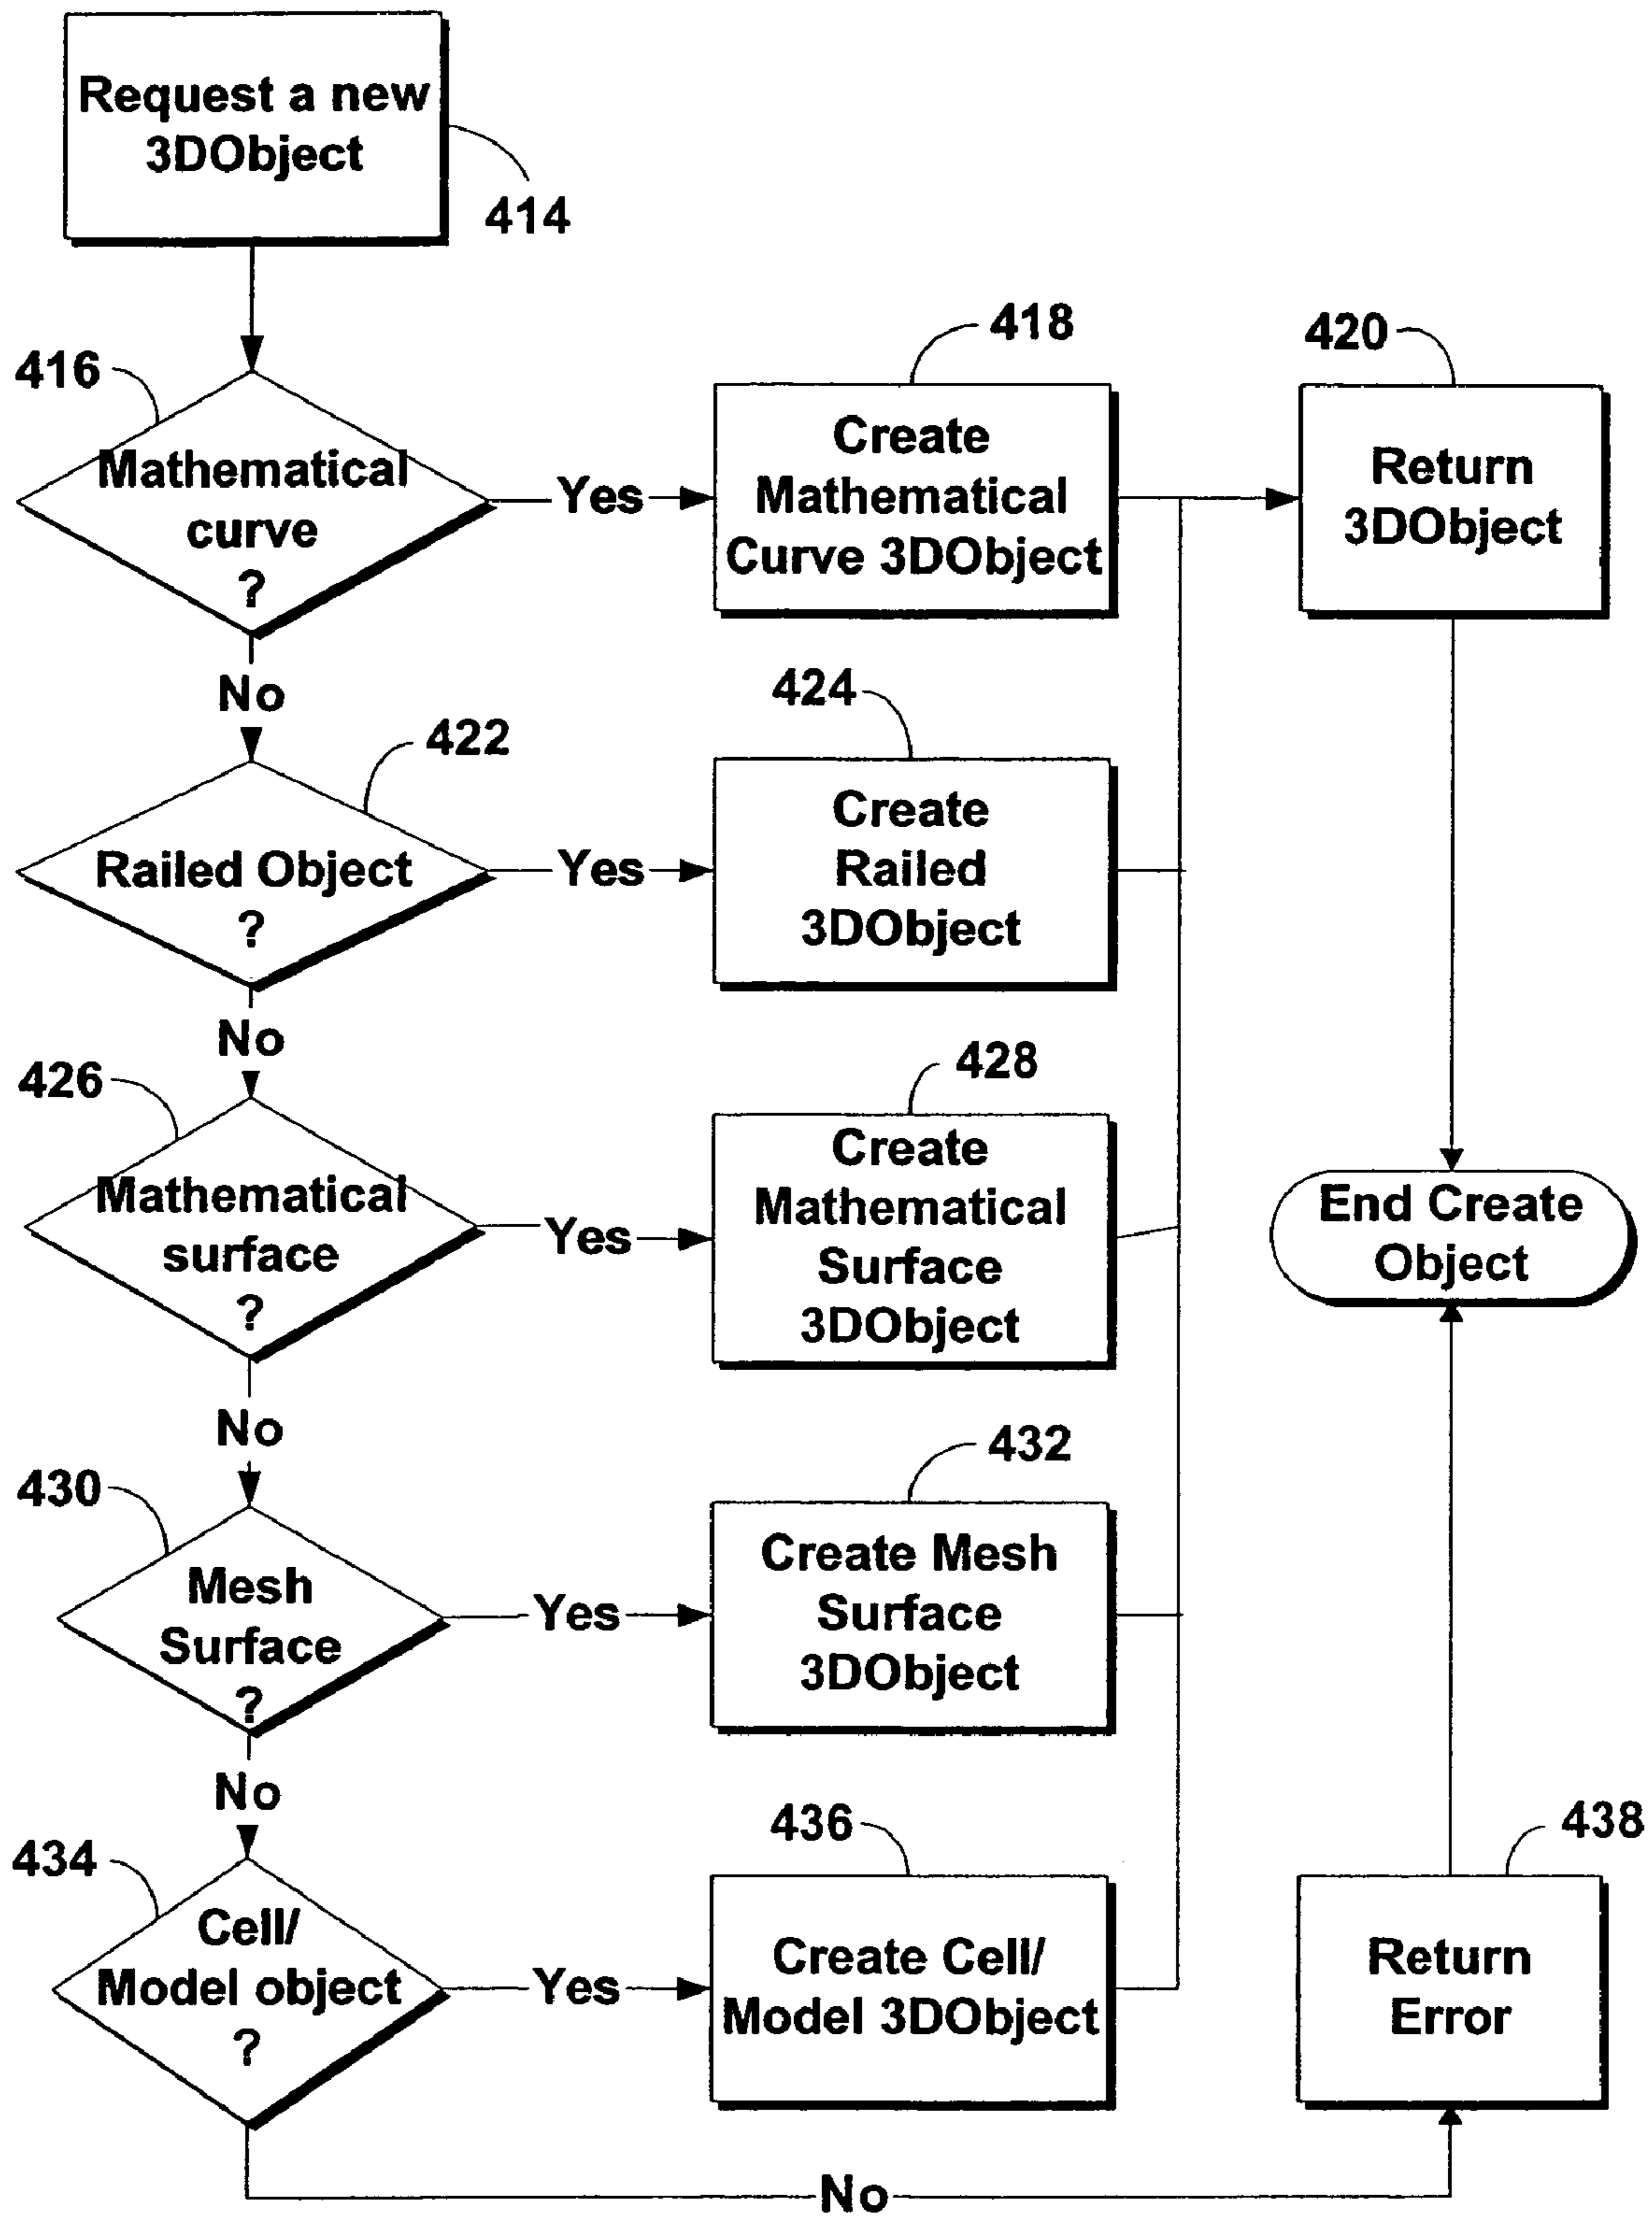 Request a new
3DObject
414
416
Mathematical
curve
?
Yes
418
Create
Mathematical
Curve 3DObject
420
Return
3DObject
No
422
Railed Object
?
Yes
424
Create
Railed
3DObject
No
426
Mathematical
surface
?
Yes
428
Create
Mathematical
Surface
3DObject
End Create
Object
No
430
Mesh
Surface
?
Yes
432
Create Mesh
Surface
3DObject
No
434
Cell/
Model object
?
Yes
436
Create Cell/
Model 3DObject
438
Return
Error
No